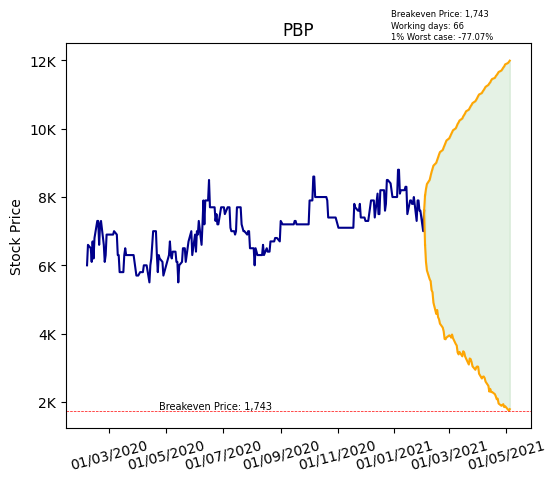 Breakeven Price: 1,743
Working days: 66
1% Worst case: -77.07%
PBP
Stock Price
12K
10K
8K
6K
4K
2K
Breakeven Price: 1,743
01/03/2020
01/05/2020
01/07/2020
01/09/2020
01/11/2020
01/01/2021
01/03/2021
01/05/2021